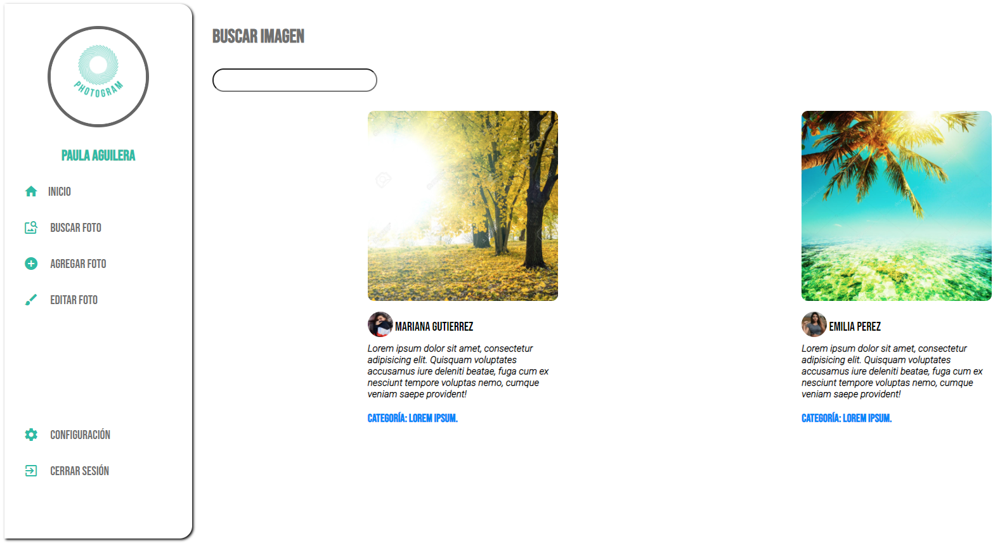 PHOTOGRAM
PAULA AGUILERA
INICIO
BUSCAR FOTO
AGREGAR FOTO
EDITAR FOTO
CONFIGURACIÓN
CERRAR SESIÓN
BUSCAR IMAGEN
MARIANA GUTIERREZ
Lorem ipsum dolor sit amet, consectetur
adipisicing elit. Quisquam voluptates
accusamus iure deleniti beatae, fuga cum ex
nesciunt tempore voluptas nemo, cumque
veniam saepe provident!
CATEGORÍA: LOREM IPSUM.
EMILIA PEREZ
Lorem ipsum dolor sit amet, consectetur
adipisicing elit. Quisquam voluptates
accusamus iure deleniti beatae, fuga cum ex
nesciunt tempore voluptas nemo, cumque
veniam saepe provident!
CATEGORÍA: LOREM IPSUM.